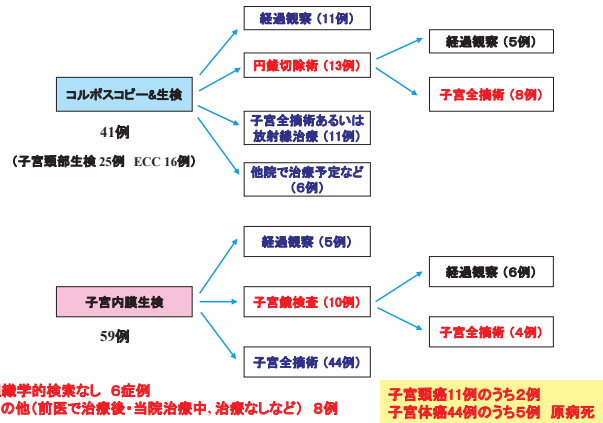 経過観察（11例）
円錐切除術（13例）
経過観察（5例）
子宮全摘術（8例）
コルポスコピー&生検
41例
（子宮頸部生検 25例 ECC 16例）
子宮全摘術あるいは
放射線治療（11例）
他院で治療予定など
（6例）
経過観察（5例）
子宮内膜生検
59例
子宮鏡検査（10例）
経過観察（6例）
子宮全摘術（4例）
子宮全摘術（44例）
織学的検索なし 6症例
の他（前医で治療後・当院治療中，治療なしなど） 8例
子宮頸癌11例のうち2例
子宮体癌44例のうち5例 原病死